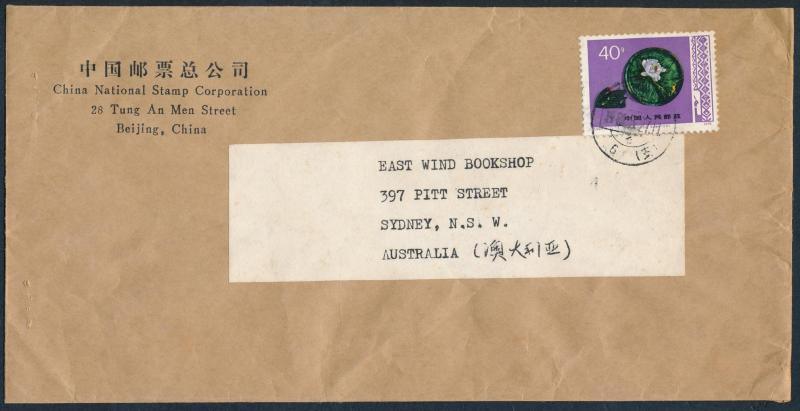 中国邮票总公司
China National Stamp Corporation
28 Tung An Men Street
Beijing, China
40分
中国人民邮政
EAST WIND BOOKSHOP
397 PITT STREET
SYDNEY, N.S.W.
AUSTRALIA (澳大利亚)